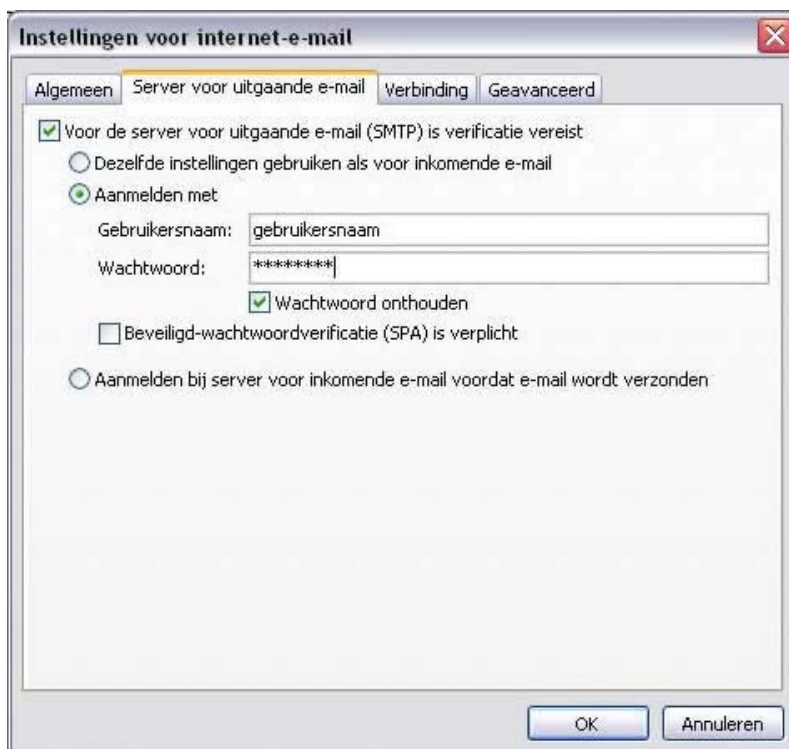 Instellingen voor internet-e-mail
Algemeen Server voor uitgaande e-mail Verbinding Geavanceerd
Voor de server voor uitgaande e-mail (SMTP) is verificatie vereist
Dezelfde instellingen gebruiken als voor inkomende e-mail
Aanmelden met
Gebruikersnaam: gebruikersnaam
Wachtwoord: ********
Wachtwoord onthouden
Beveiligd-wachtwoordverificatie (SPA) is verplicht
Aanmelden bij server voor inkomende e-mail voordat e-mail wordt verzonden
OK Annuleren